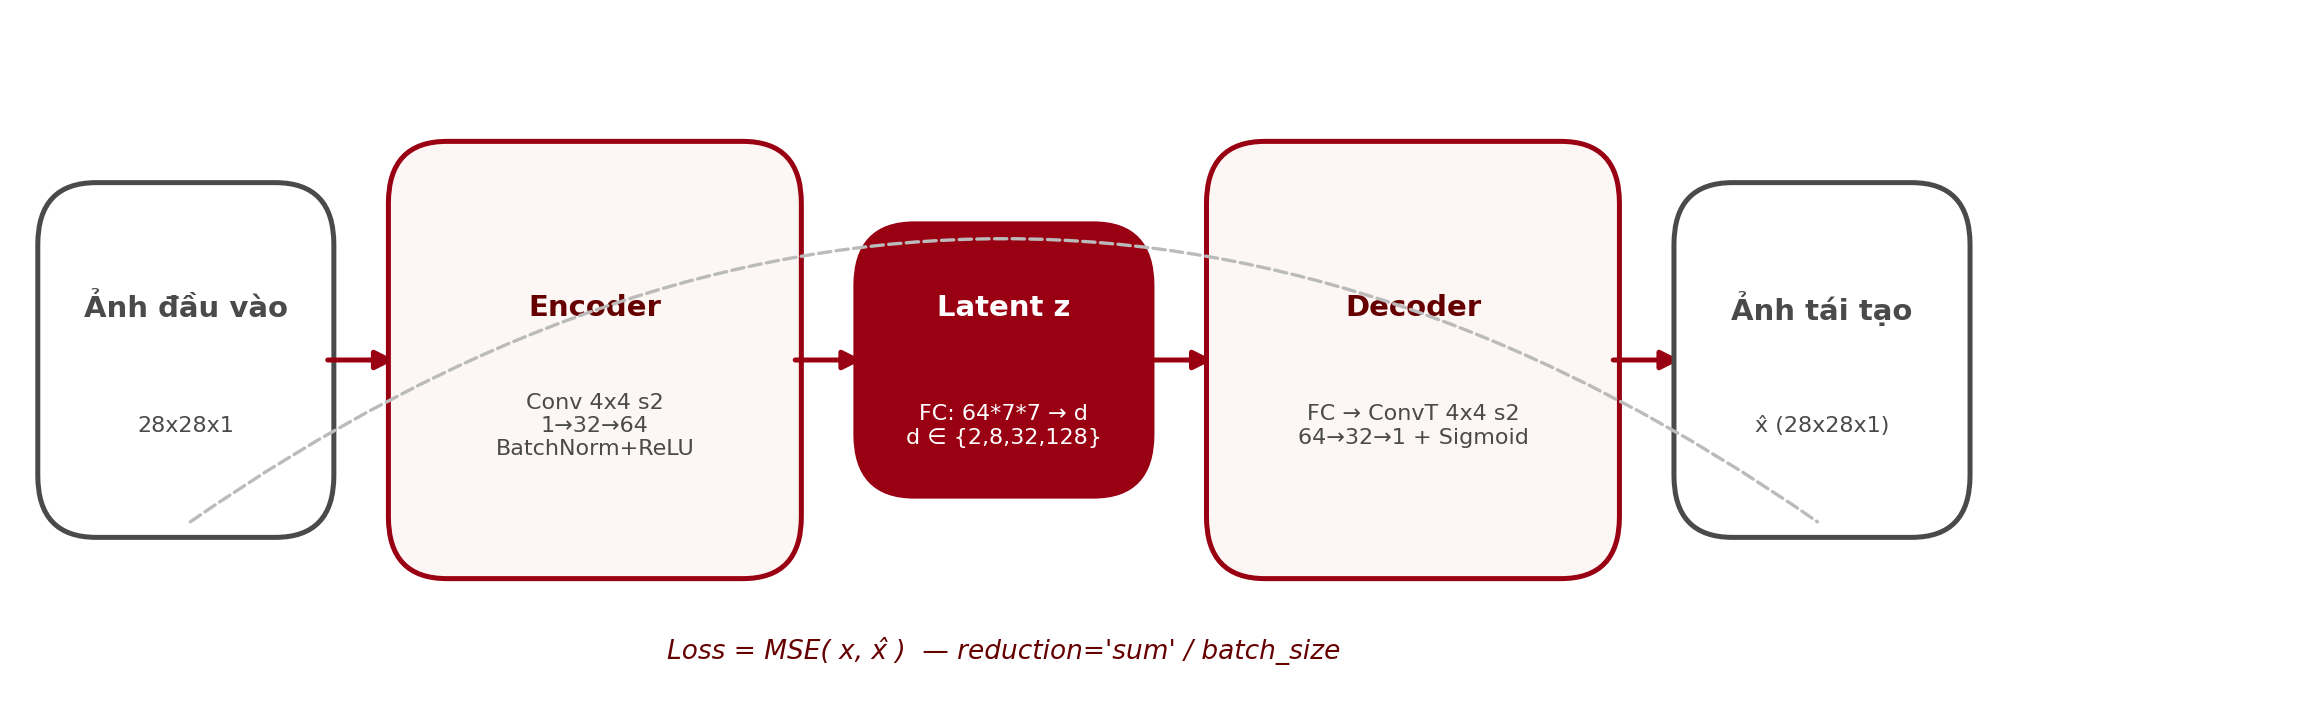 Ảnh đầu vào
28x28x1
Encoder
Conv 4x4 s2
1→32→64
BatchNorm+ReLU
Latent z
FC: 64*7*7 → d
d ∈ {2,8,32,128}
Decoder
FC → ConvT 4x4 s2
64→32→1 + Sigmoid
Ảnh tái tạo
x̂ (28x28x1)
Loss = MSE( x, x̂ ) — reduction='sum' / batch_size